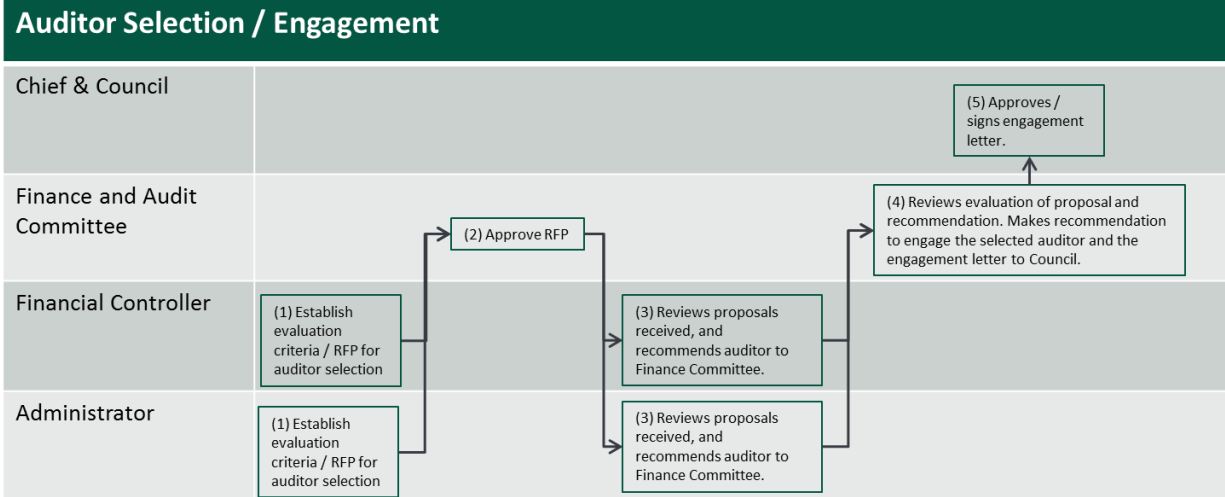 Auditor Selection / Engagement
Chief & Council
(5) Approves /
signs engagement
letter.
Finance and Audit
Committee
(2) Approve RFP
(4) Reviews evaluation of proposal and
recommendation. Makes recommendation
to engage the selected auditor and the
engagement letter to Council.
Financial Controller
(1) Establish
evaluation
criteria / RFP for
auditor selection
(3) Reviews proposals
received, and
recommends auditor to
Finance Committee.
Administrator
(1) Establish
evaluation
criteria / RFP for
auditor selection
(3) Reviews proposals
received, and
recommends auditor to
Finance Committee.